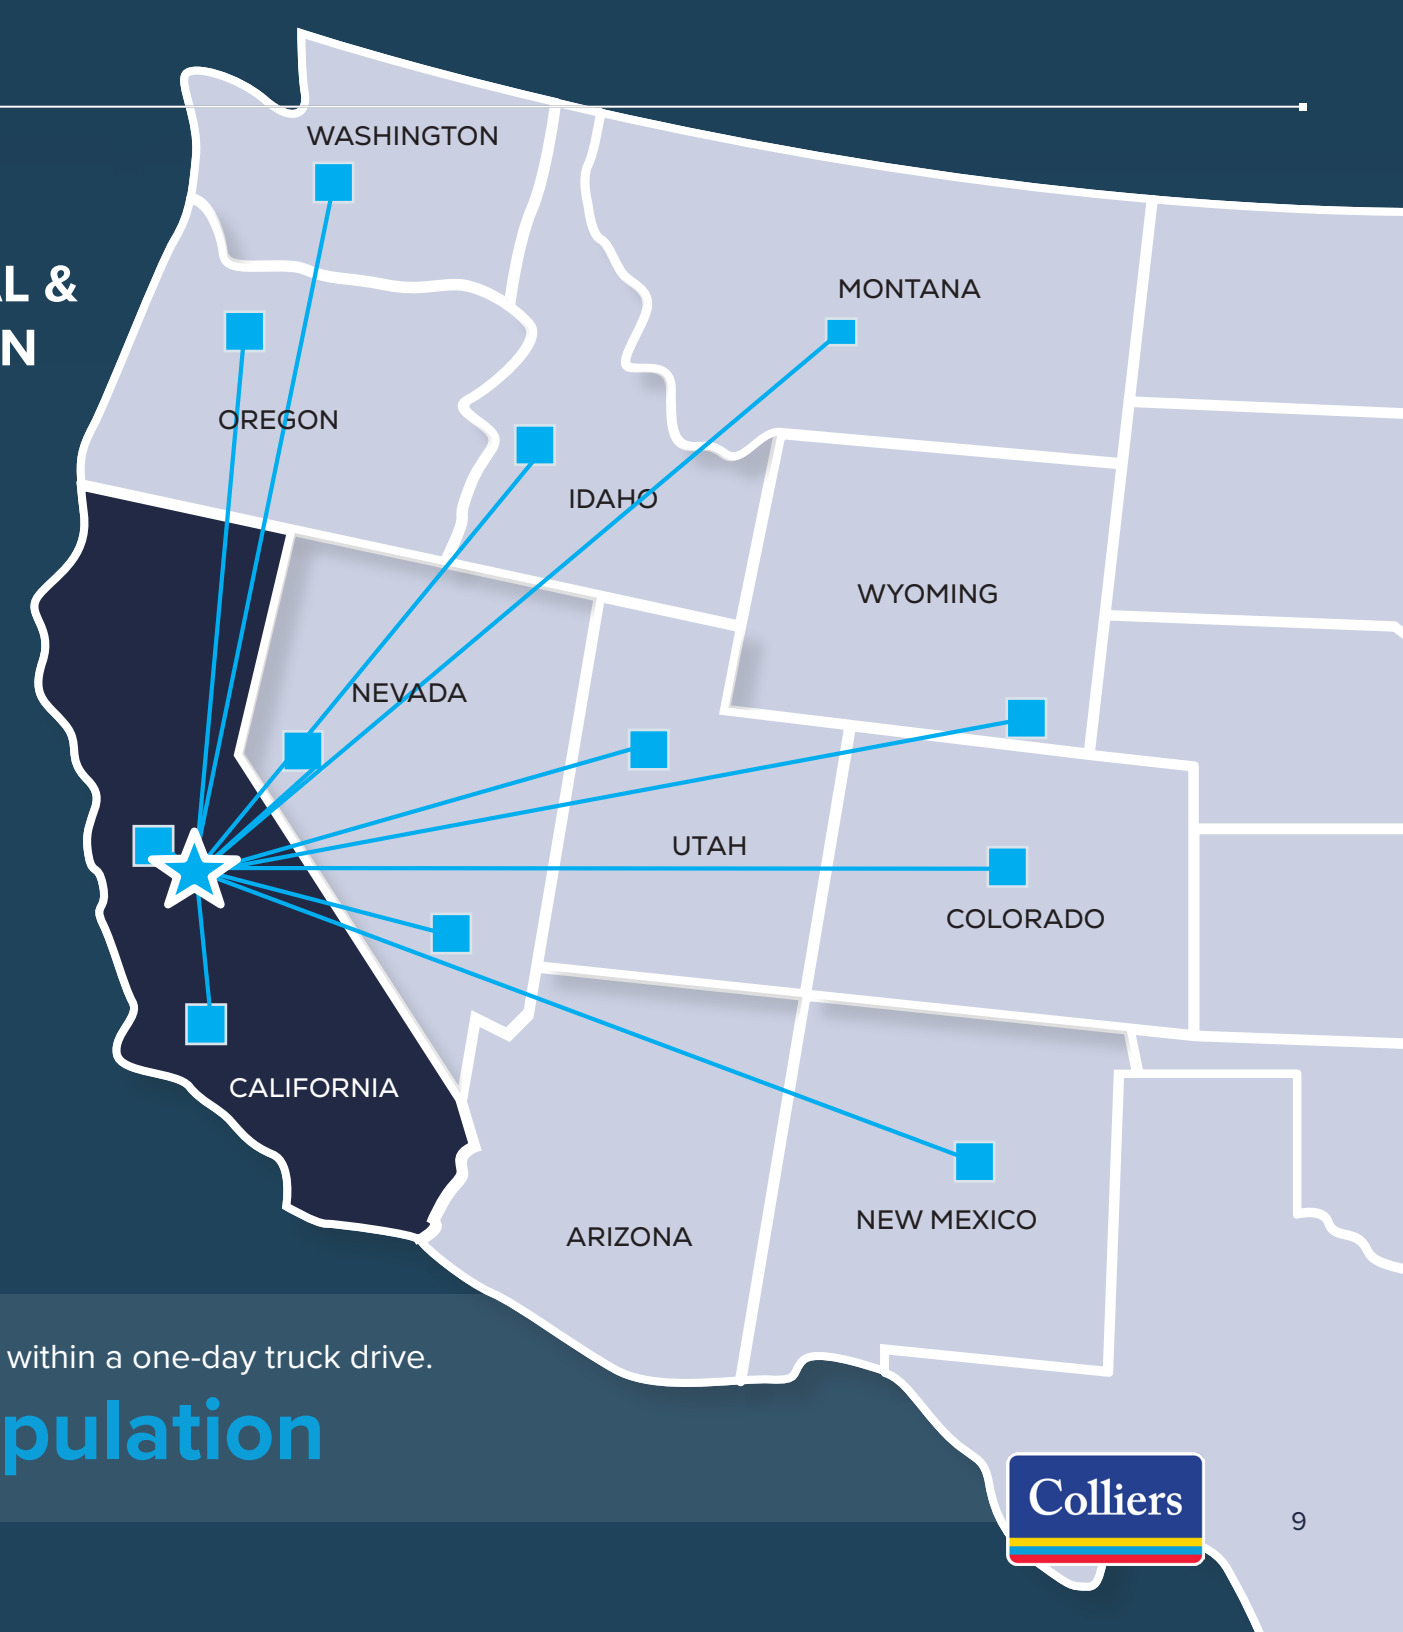 WASHINGTON
L &
N
MONTANA
OREGON
IDAHO
WYOMING
NEVADA
UTAH
COLORADO
CALIFORNIA
NEW MEXICO
ARIZONA
within a one-day truck drive.
pulation
Colliers
9